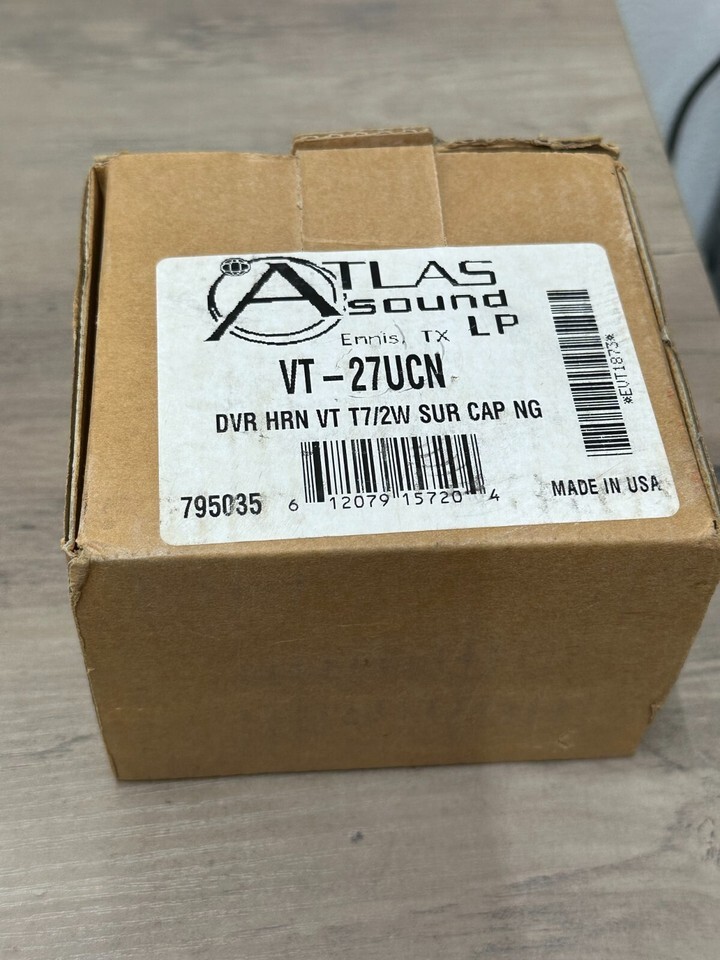 ATLAS
sound
LP
Ennis, TX
VT-27UCN
DVR HRN VT T7/2W SUR CAP NG
*EVT1873*
795035
6 12079 15720 4
MADE IN USA